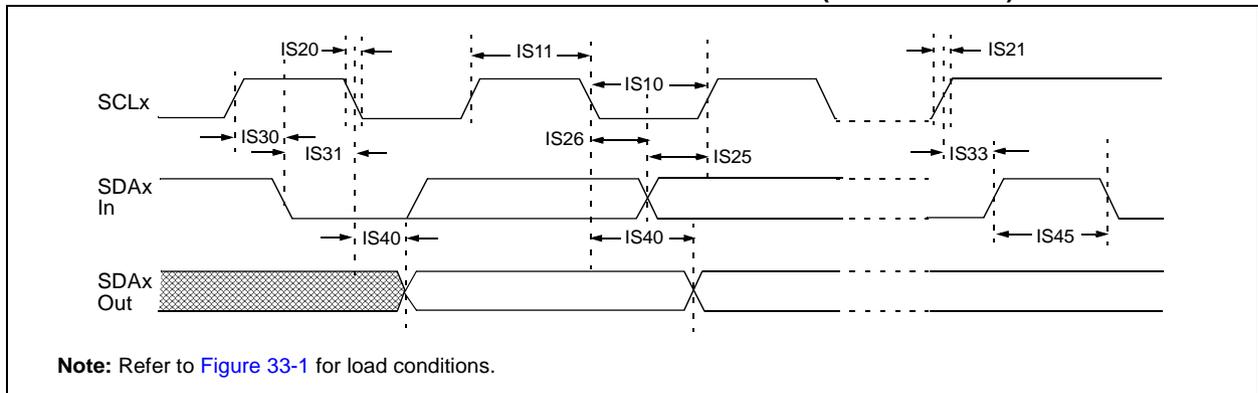 IS20
IS11
IS21
IS10
SCLx
IS30
IS26
IS31
IS25
IS33
SDAx
In
IS40
IS40
IS45
SDAx
Out
Note: Refer to Figure 33-1 for load conditions.